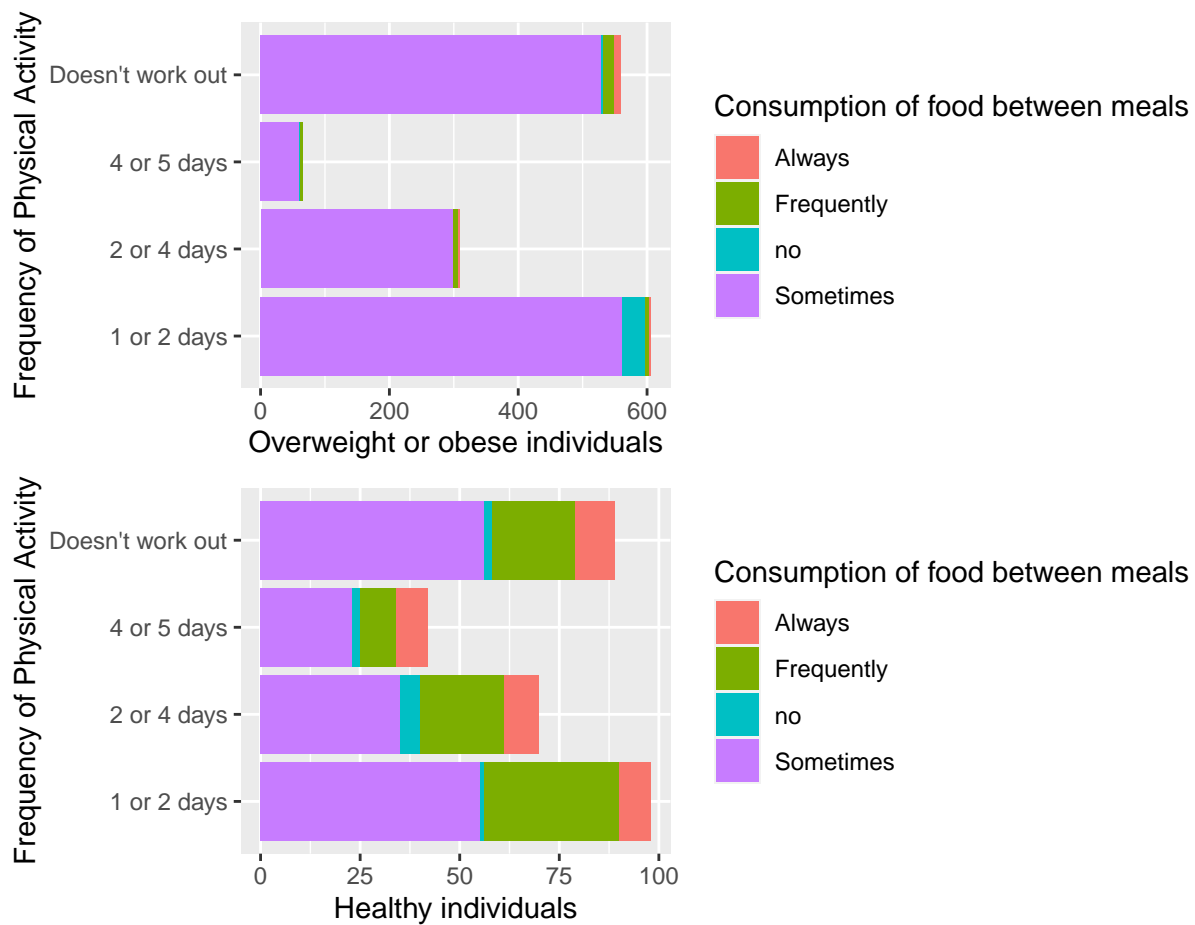 Frequency of Physical Activity
Doesn't work out
4 or 5 days
2 or 4 days
1 or 2 days
0 200 400 600
Overweight or obese individuals
Consumption of food between meals
Always
Frequently
no
Sometimes
Frequency of Physical Activity
Doesn't work out
4 or 5 days
2 or 4 days
1 or 2 days
0 25 50 75 100
Healthy individuals
Consumption of food between meals
Always
Frequently
no
Sometimes